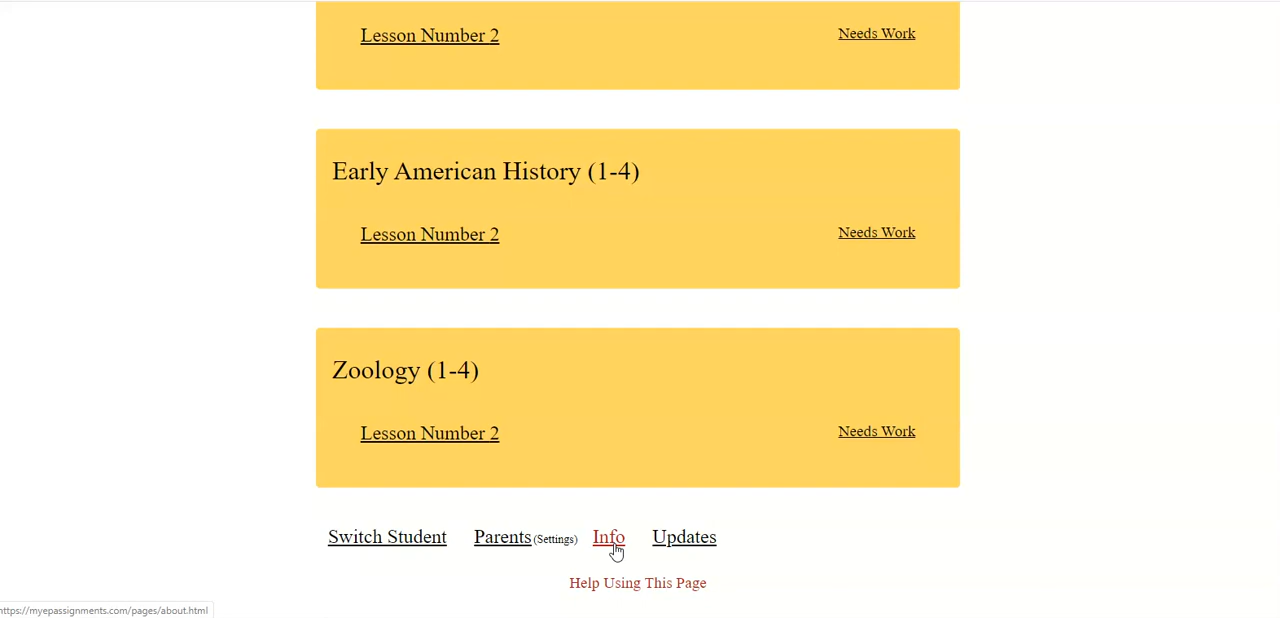 Lesson Number 2 Needs Work
Early American History (1-4)
Lesson Number 2 Needs Work
Zoology (1-4)
Lesson Number 2 Needs Work
Switch Student Parents (Settings) Info Updates
Help Using This Page
https://myepassignments.com/pages/about.html